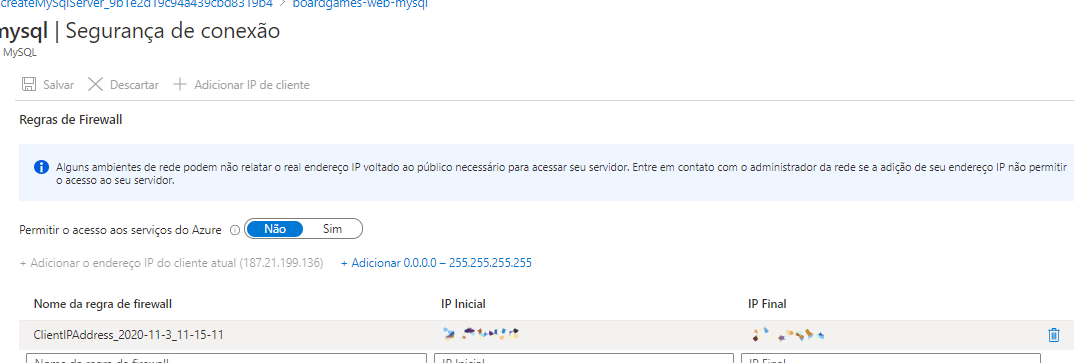 createMySqlServer_9b1e2d19c94a439cbd8319b4 > boardgames-web-mysql
mysql | Segurança de conexão
MySQL
Salvar Descartar + Adicionar IP de cliente
Regras de Firewall
Alguns ambientes de rede podem não relatar o real endereço IP voltado ao público necessário para acessar seu servidor. Entre em contato com o administrador da rede se a adição de seu endereço IP não permitir
o acesso ao seu servidor.
Permitir o acesso aos serviços do Azure Não Sim
+ Adicionar o endereço IP do cliente atual (187.21.199.136) + Adicionar 0.0.0.0 – 255.255.255.255
Nome da regra de firewall IP Inicial IP Final
ClientIPAddress_2020-11-3_11-15-11
Nome da regra de firewall IP Inicial IP Final